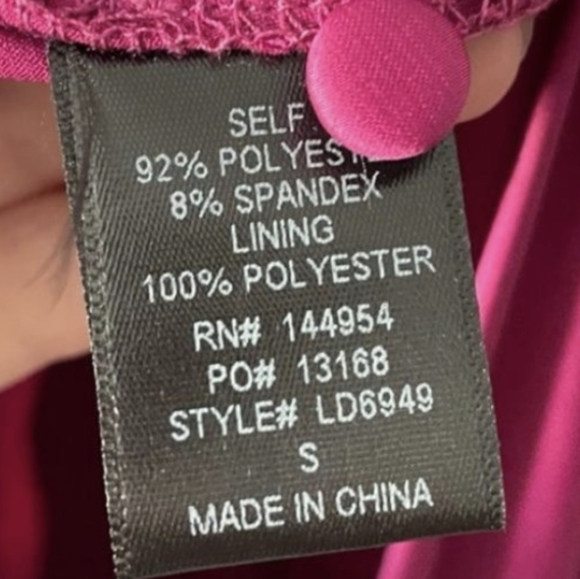 SELF
92% POLYEST
8% SPANDEX
LINING
100% POLYESTER
RN# 144954
PO# 13168
STYLE# LD6949
S
MADE IN CHINA